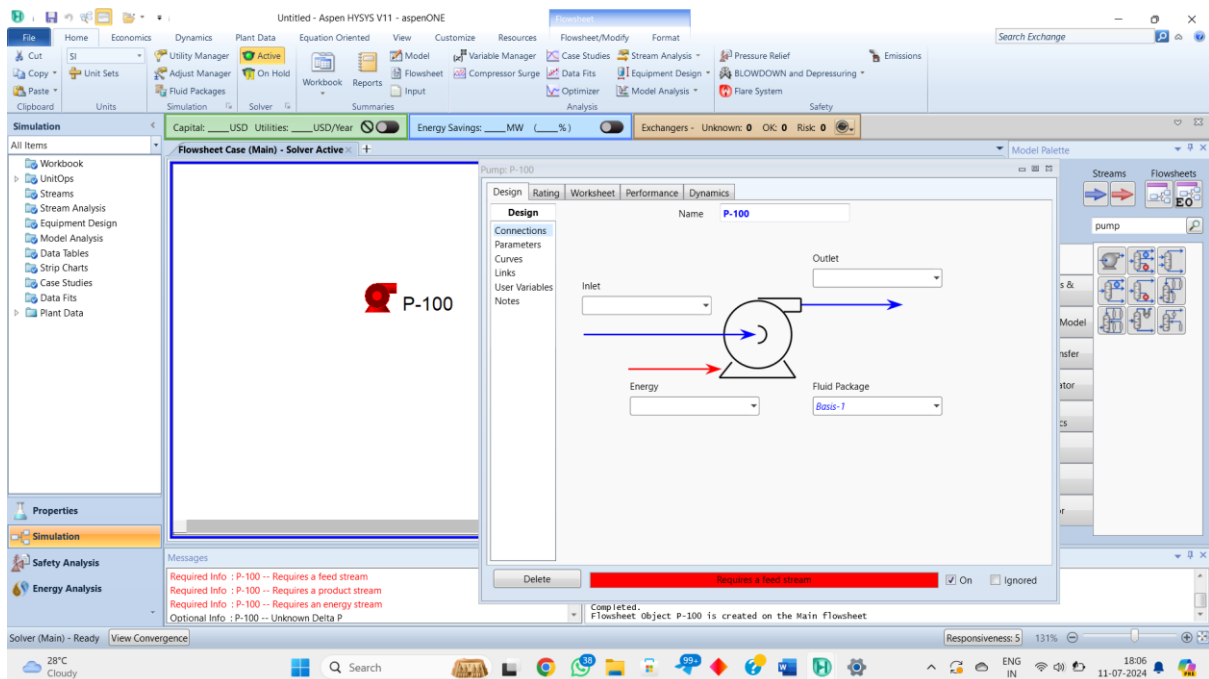 Untitled - Aspen HYSYS V11 - aspenONE
Flowsheet
File Home Economics Dynamics Plant Data Equation Oriented View Customize Resources Flowsheet/Modify Format Search Exchange
Cut SI Utility Manager Active Model Variable Manager Case Studies Stream Analysis Pressure Relief Emissions
Copy Unit Sets Adjust Manager On Hold Workbook Reports Flowsheet Compressor Surge Data Fits Equipment Design BLOWDOWN and Depressuring
Paste Fluid Packages Input Optimizer Model Analysis Flare System
Clipboard Units Simulation Solver Summaries Analysis Safety
Simulation
Capital: ____USD Utilities: ____USD/Year
Energy Savings: ____MW (____%)
Exchangers - Unknown: 0 OK: 0 Risk: 0
All Items
Flowsheet Case (Main) - Solver Active +
Model Palette
Workbook
UnitOps
Streams
Stream Analysis
Equipment Design
Model Analysis
Data Tables
Strip Charts
Case Studies
Data Fits
Plant Data
P-100
Pump: P-100
Design Rating Worksheet Performance Dynamics
Design
Connections
Parameters
Curves
Links
User Variables
Notes
Name P-100
Outlet
Inlet
Energy
Fluid Package
Basis-1
Delete
Requires a feed stream
On Ignored
Streams Flowsheets
EO
pump
s &
Model
nsfer
ator
cs
Properties
Simulation
Safety Analysis
Energy Analysis
Messages
Required Info : P-100 -- Requires a feed stream
Required Info : P-100 -- Requires a product stream
Required Info : P-100 -- Requires an energy stream
Optional Info : P-100 -- Unknown Delta P
Completed.
Flowsheet Object P-100 is created on the Main flowsheet
Solver (Main) - Ready View Convergence
Responsiveness: 5 131%
28°C
Cloudy
Search
38
99+
ENG
IN
18:06
11-07-2024
PRE